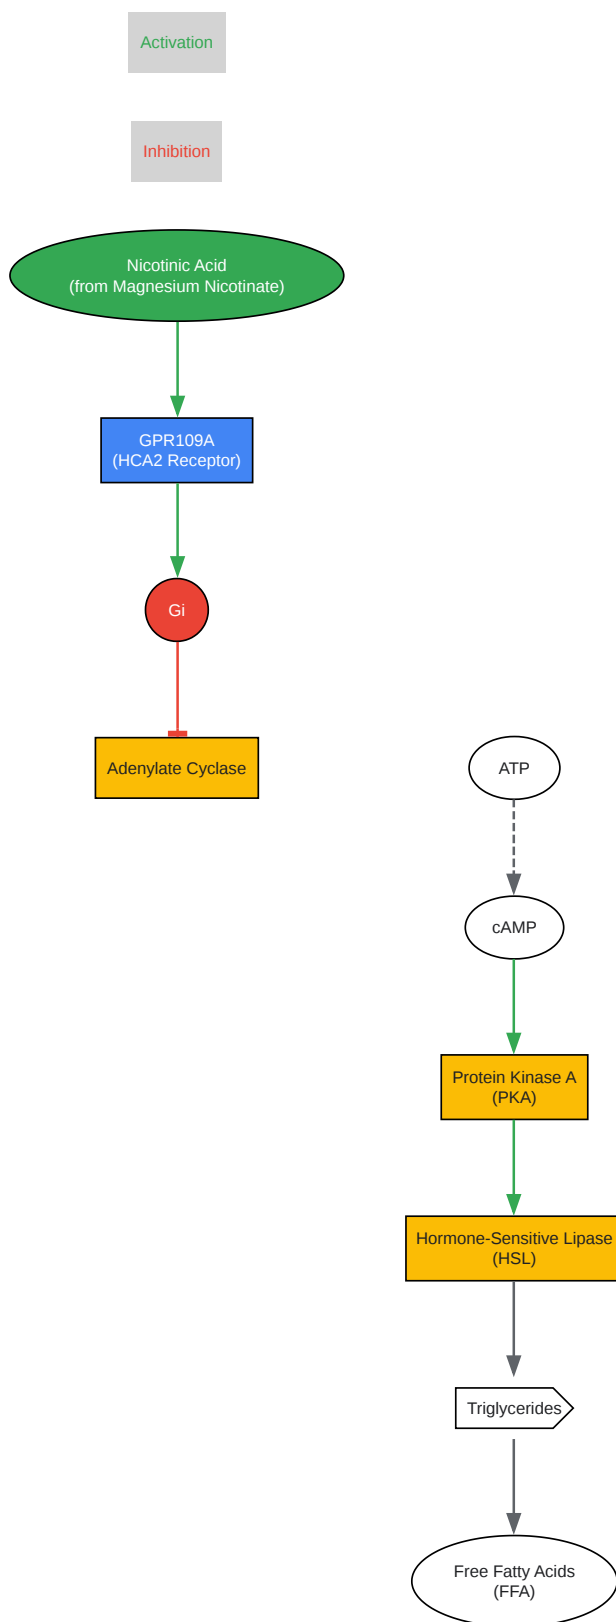 Activation
Inhibition
Nicotinic Acid
(from Magnesium Nicotinate)
GPR109A
(HCA2 Receptor)
Gi
Adenylate Cyclase
ATP
cAMP
Protein Kinase A
(PKA)
Hormone-Sensitive Lipase
(HSL)
Triglycerides
Free Fatty Acids
(FFA)